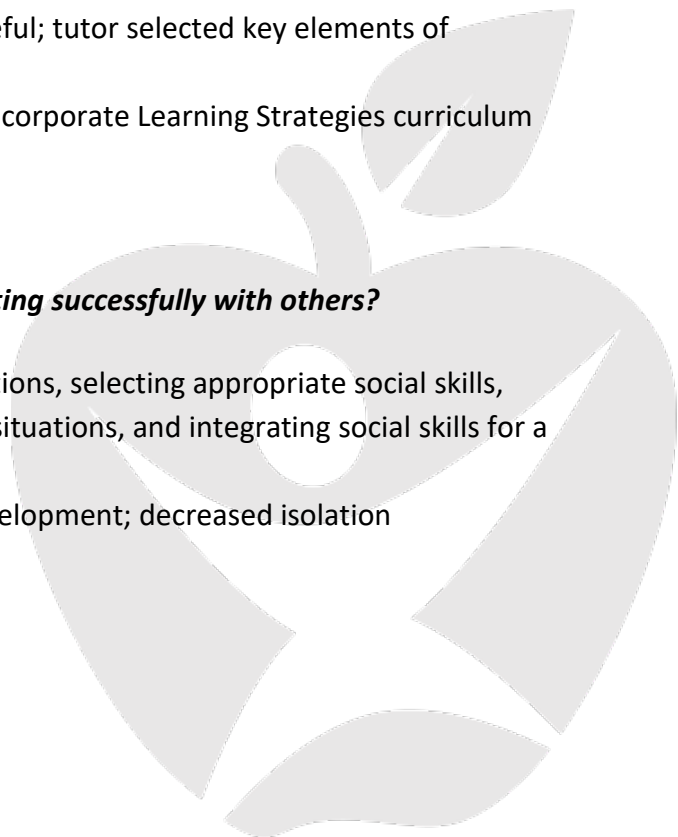 eful; tutor selected key elements of
corporate Learning Strategies curriculum
ting successfully with others?
tions, selecting appropriate social skills,
situations, and integrating social skills for a
elopment; decreased isolation